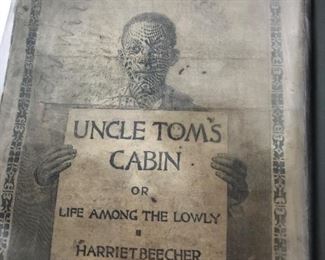 UNCLE TOM'S
CABIN
OR
LIFE AMONG THE LOWLY
HARRIET BEECHER